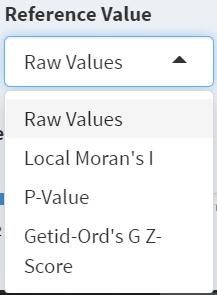 Reference Value
Raw Values
Raw Values
Local Moran's I
P-Value
Getid-Ord's G Z-
Score